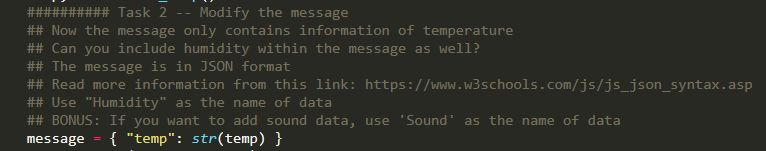 ########## Task 2 -- Modify the message
## Now the message only contains information of temperature
## Can you include humidity within the message as well?
## The message is in JSON format
## Read more information from this link: https://www.w3schools.com/js/js_json_syntax.asp
## Use "Humidity" as the name of data
## BONUS: If you want to add sound data, use 'Sound' as the name of data
message = { "temp": str(temp) }